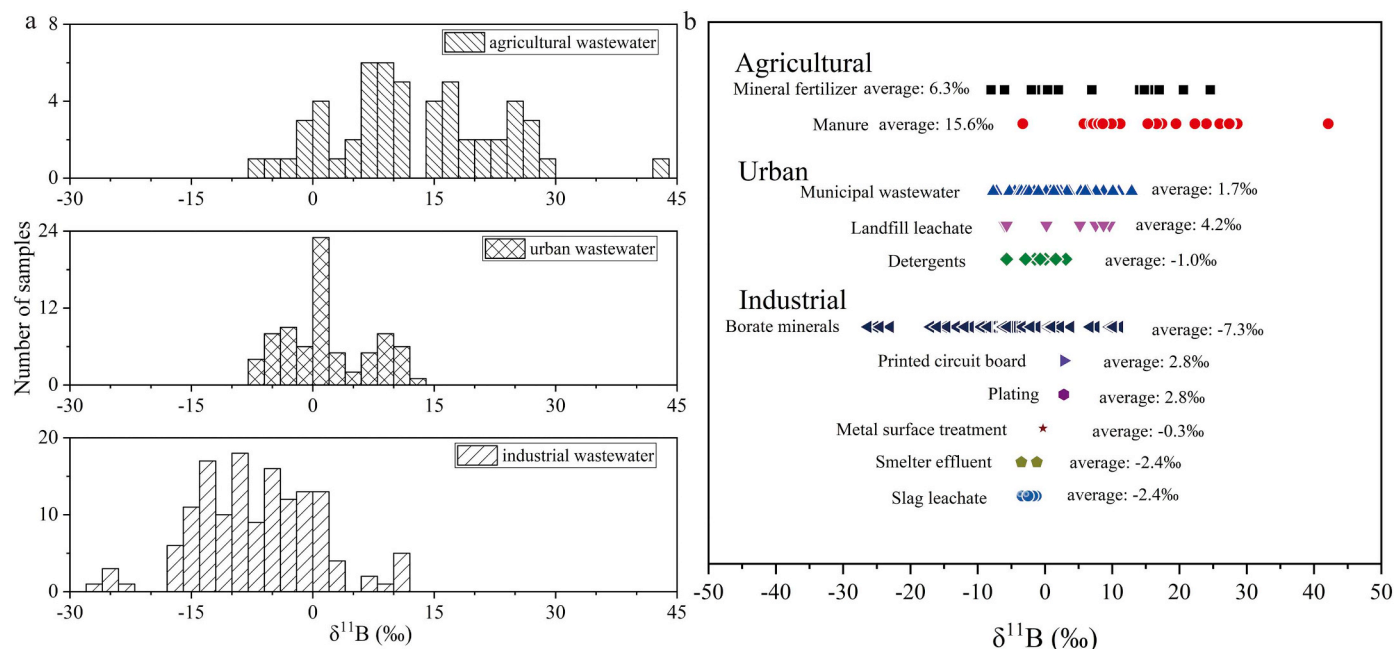 a
8
4
0
agricultural wastewater
-30 -15 0 15 30 45
24
12
0
urban wastewater
-30 -15 0 15 30 45
20
10
0
industrial wastewater
-30 -15 0 15 30 45
Number of samples
δ¹¹B (‰)
b
Agricultural
Mineral fertilizer average: 6.3‰
Manure average: 15.6‰
Urban
Municipal wastewater average: 1.7‰
Landfill leachate average: 4.2‰
Detergents average: -1.0‰
Industrial
Borate minerals average: -7.3‰
Printed circuit board average: 2.8‰
Plating average: 2.8‰
Metal surface treatment average: -0.3‰
Smelter effluent average: -2.4‰
Slag leachate average: -2.4‰
-50 -40 -30 -20 -10 0 10 20 30 40 50
δ¹¹B (‰)